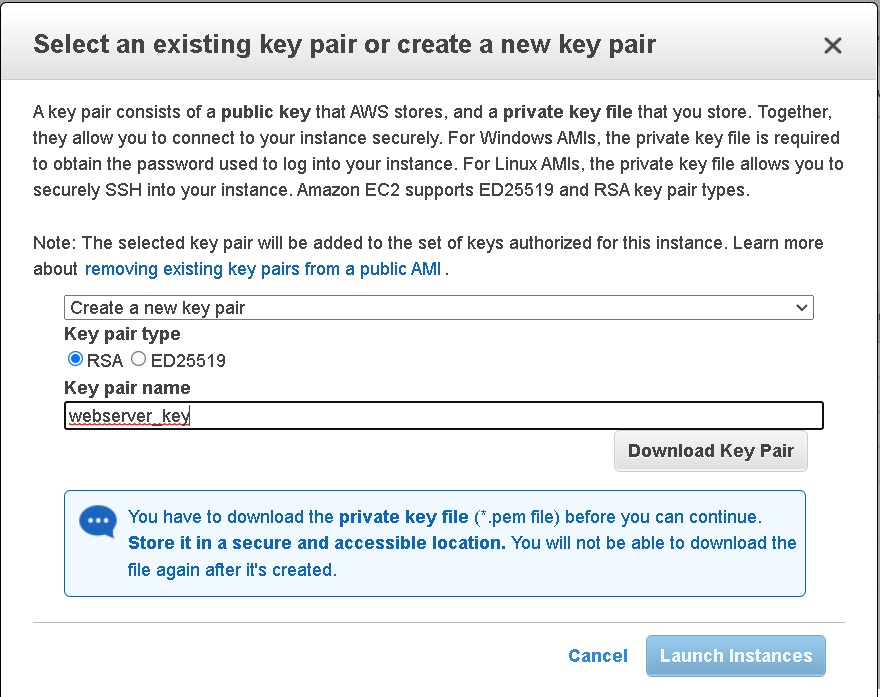 Select an existing key pair or create a new key pair
A key pair consists of a public key that AWS stores, and a private key file that you store. Together,
they allow you to connect to your instance securely. For Windows AMIs, the private key file is required
to obtain the password used to log into your instance. For Linux AMIs, the private key file allows you to
securely SSH into your instance. Amazon EC2 supports ED25519 and RSA key pair types.
Note: The selected key pair will be added to the set of keys authorized for this instance. Learn more
about removing existing key pairs from a public AMI .
Create a new key pair
Key pair type
RSA ED25519
Key pair name
webserver_key
Download Key Pair
You have to download the private key file (*.pem file) before you can continue.
Store it in a secure and accessible location. You will not be able to download the
file again after it's created.
Cancel Launch Instances